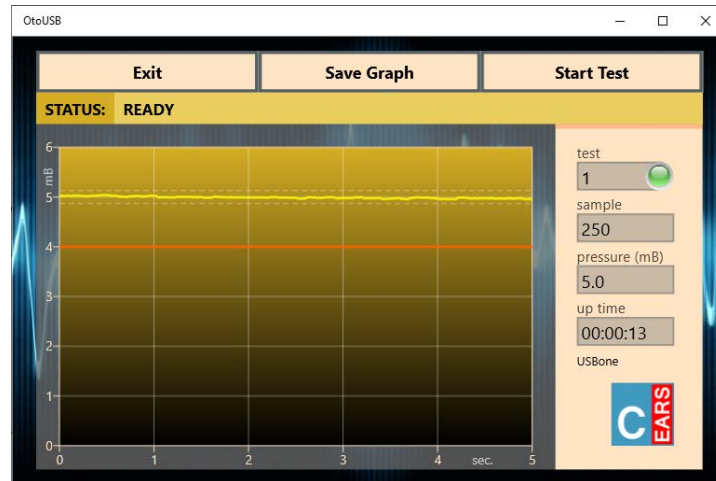 OtoUSB
Exit Save Graph Start Test
STATUS: READY
test
1
sample
250
pressure (mB)
5.0
up time
00:00:13
USBone
C EARS
6
mB
5
4
3
2
1
0
0 1 2 3 4 sec. 5